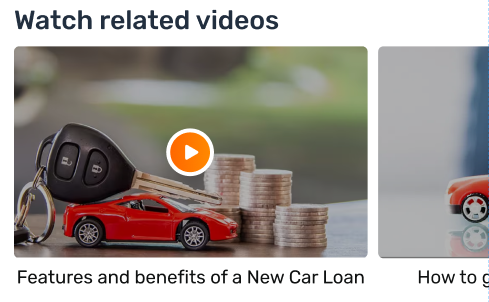 Watch related videos
Features and benefits of a New Car Loan
How to